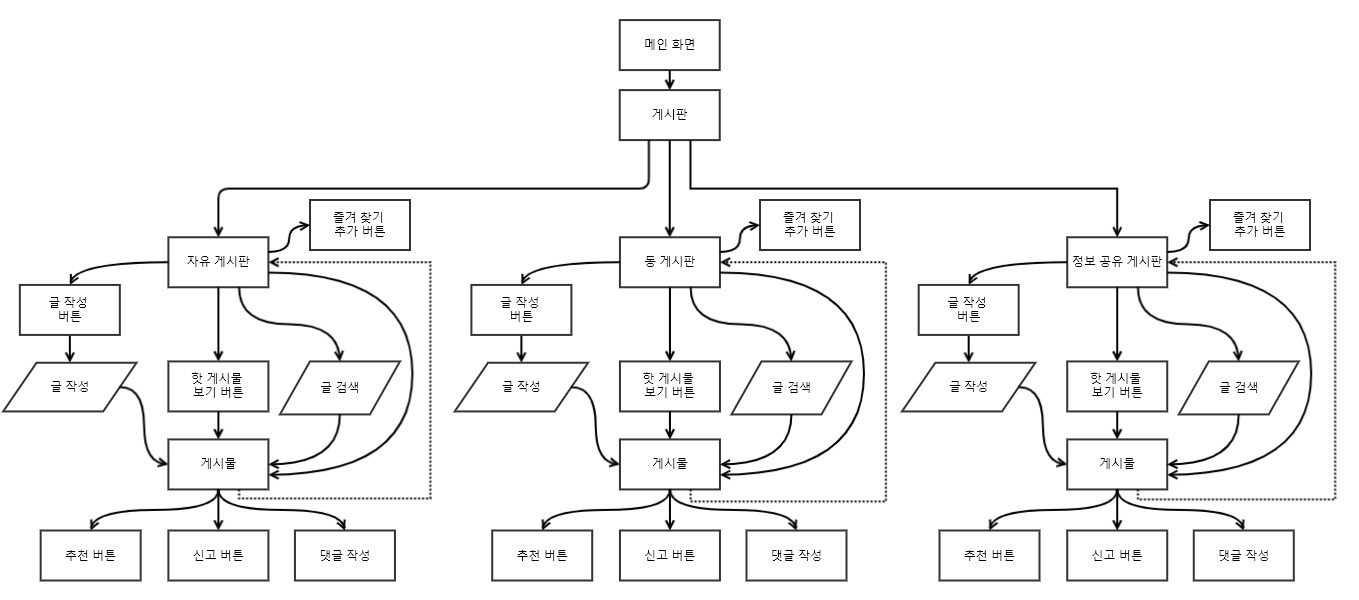 메인 화면
게시판
즐겨 찾기
추가 버튼
즐겨 찾기
추가 버튼
즐겨 찾기
추가 버튼
자유 게시판
동 게시판
정보 공유 게시판
글 작성
버튼
글 작성
버튼
글 작성
버튼
글 작성
핫 게시물
보기 버튼
글 검색
글 작성
핫 게시물
보기 버튼
글 검색
글 작성
핫 게시물
보기 버튼
글 검색
게시물
게시물
게시물
추천 버튼
신고 버튼
댓글 작성
추천 버튼
신고 버튼
댓글 작성
추천 버튼
신고 버튼
댓글 작성